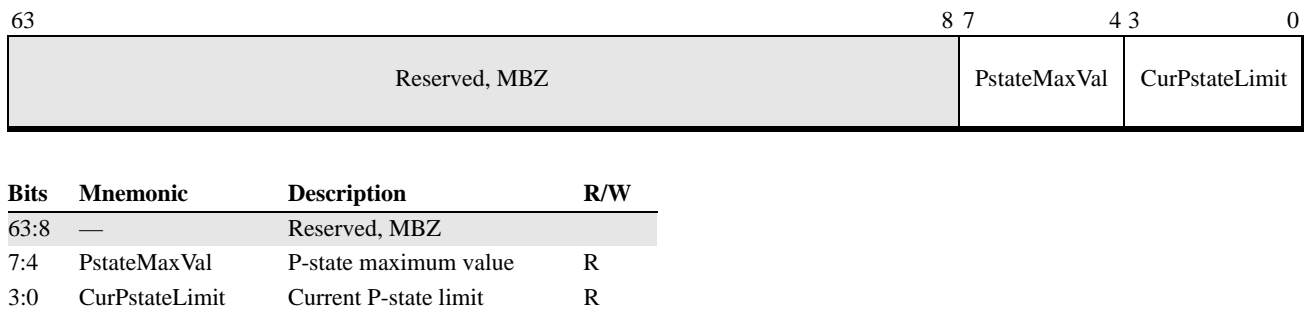 63 8 7 4 3 0
Reserved, MBZ PstateMaxVal CurPstateLimit
Bits Mnemonic Description R/W
63:8 — Reserved, MBZ
7:4 PstateMaxVal P-state maximum value R
3:0 CurPstateLimit Current P-state limit R